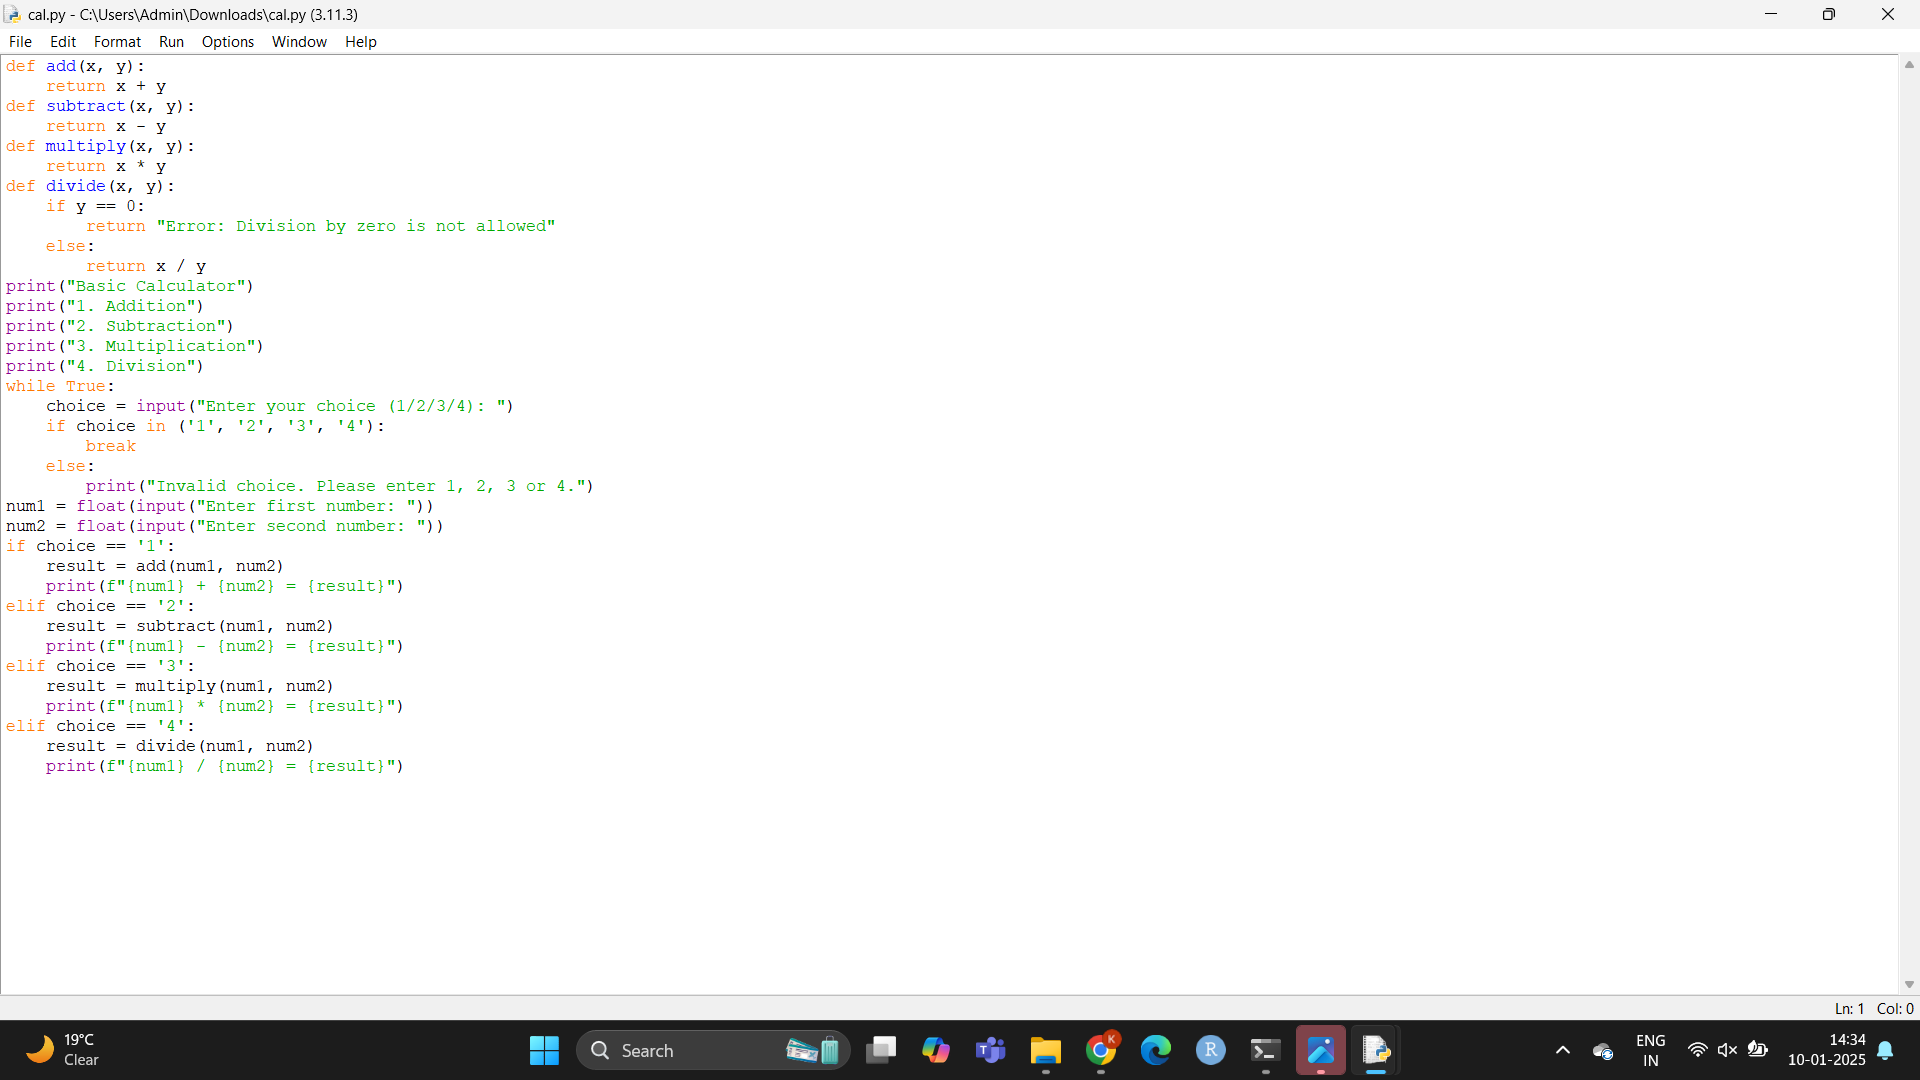 cal.py - C:\Users\Admin\Downloads\cal.py (3.11.3)
File Edit Format Run Options Window Help
def add(x, y):
    return x + y
def subtract(x, y):
    return x - y
def multiply(x, y):
    return x * y
def divide(x, y):
    if y == 0:
        return "Error: Division by zero is not allowed"
    else:
        return x / y
print("Basic Calculator")
print("1. Addition")
print("2. Subtraction")
print("3. Multiplication")
print("4. Division")
while True:
    choice = input("Enter your choice (1/2/3/4): ")
    if choice in ('1', '2', '3', '4'):
        break
    else:
        print("Invalid choice. Please enter 1, 2, 3 or 4.")
num1 = float(input("Enter first number: "))
num2 = float(input("Enter second number: "))
if choice == '1':
    result = add(num1, num2)
    print(f"{num1} + {num2} = {result}")
elif choice == '2':
    result = subtract(num1, num2)
    print(f"{num1} - {num2} = {result}")
elif choice == '3':
    result = multiply(num1, num2)
    print(f"{num1} * {num2} = {result}")
elif choice == '4':
    result = divide(num1, num2)
    print(f"{num1} / {num2} = {result}")
Ln: 1 Col: 0
19°C
Clear
Search
K
R
ENG
IN
14:34
10-01-2025